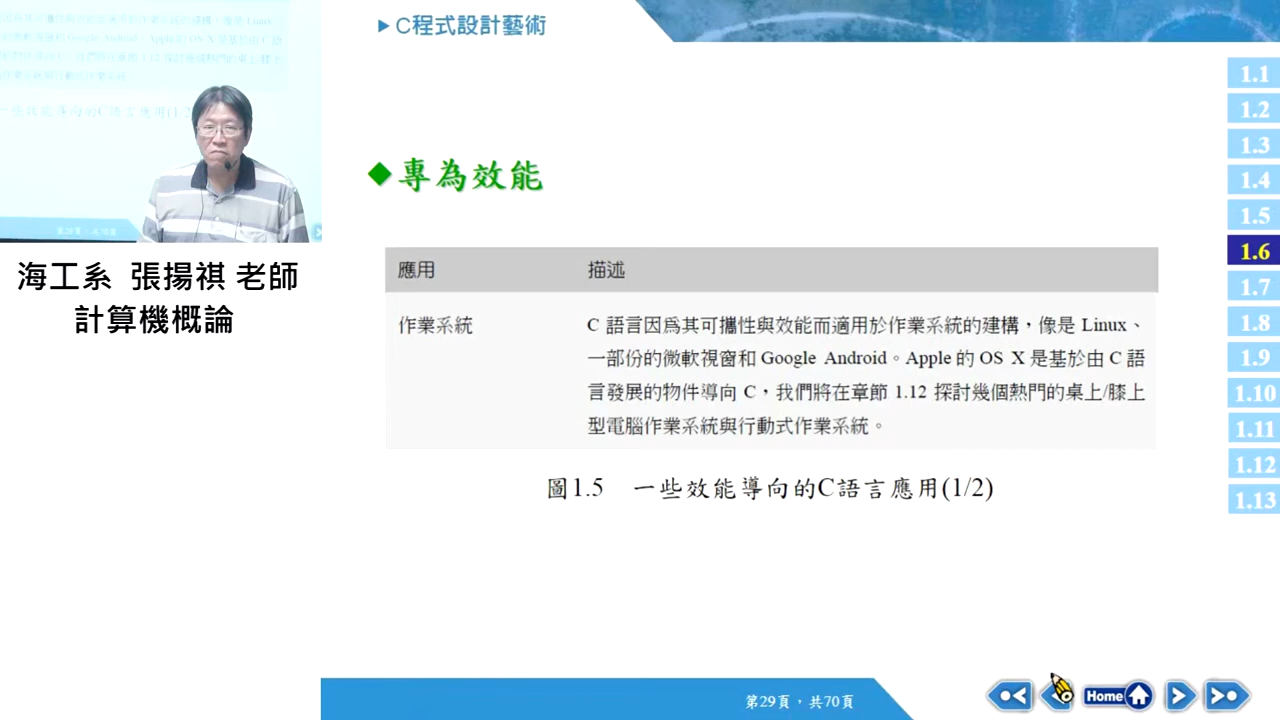 C程式設計藝術
海工系 張揚祺 老師
計算機概論
專為效能
應用 描述
作業系統
C 語言因為其可攜性與效能而適用於作業系統的建構，像是 Linux、
一部份的微軟視窗和 Google Android。Apple 的 OS X 是基於由 C 語
言發展的物件導向 C，我們將在章節 1.12 探討幾個熱門的桌上/膝上
型電腦作業系統與行動式作業系統。
圖1.5 一些效能導向的C語言應用(1/2)
1.1
1.2
1.3
1.4
1.5
1.6
1.7
1.8
1.9
1.10
1.11
1.12
1.13
第29頁，共70頁
Home